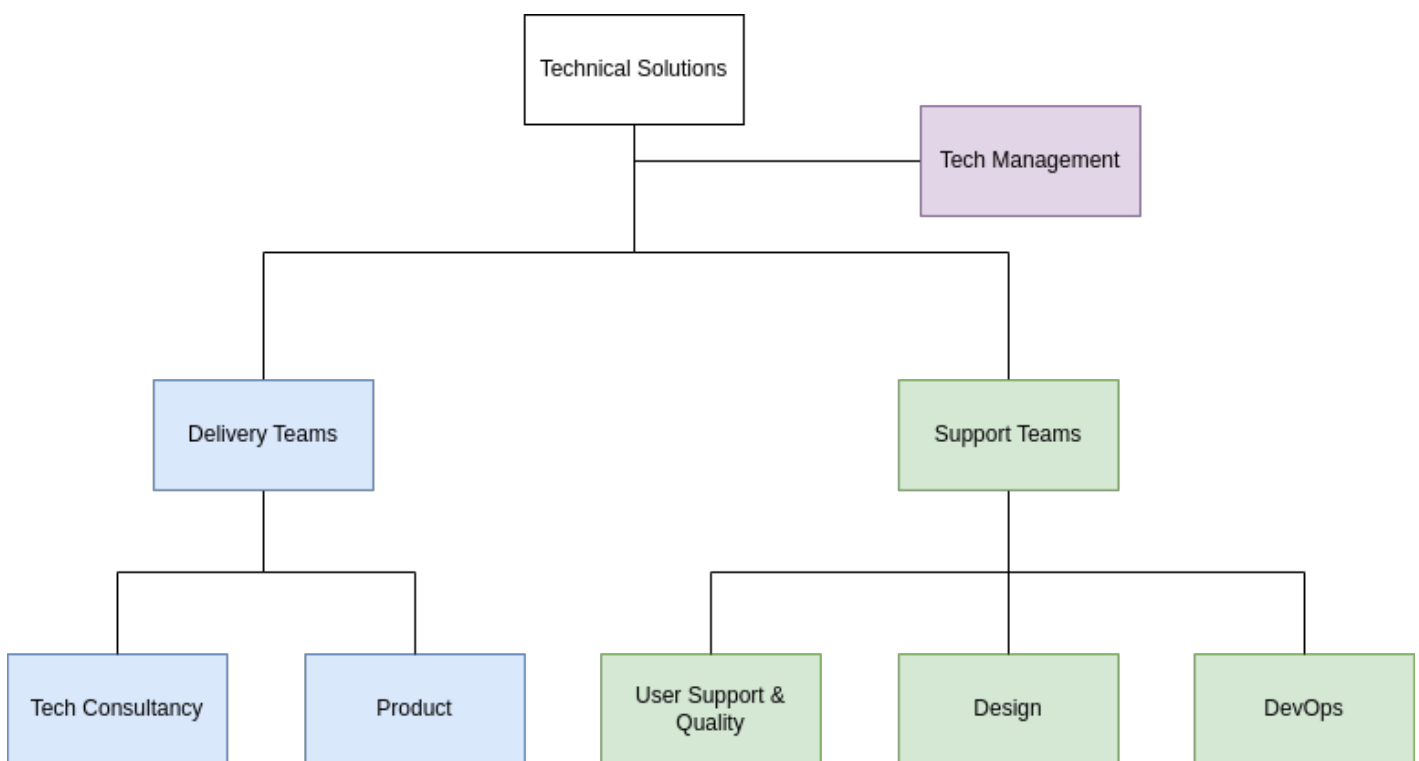 Technical Solutions
Tech Management
Delivery Teams
Support Teams
Tech Consultancy
Product
User Support &
Quality
Design
DevOps